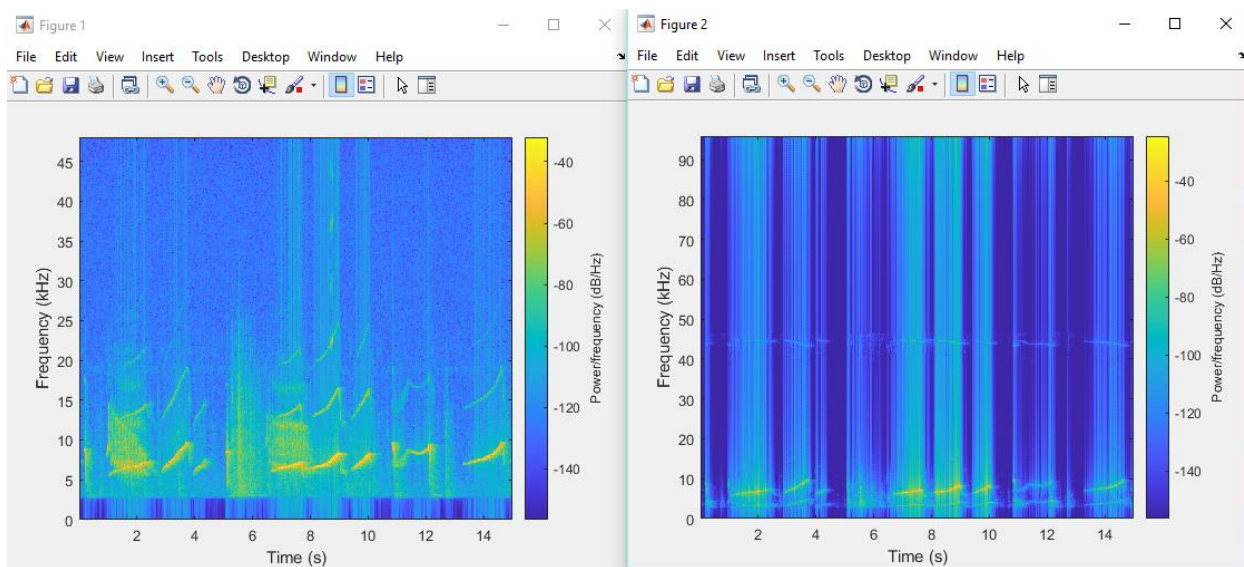 Figure 1
File Edit View Insert Tools Desktop Window Help
45
40
35
30
25
20
15
10
5
0
Frequency (kHz)
2 4 6 8 10 12 14
Time (s)
-40
-60
-80
-100
-120
-140
Power/frequency (dB/Hz)
Figure 2
File Edit View Insert Tools Desktop Window Help
90
80
70
60
50
40
30
20
10
0
Frequency (kHz)
2 4 6 8 10 12 14
Time (s)
-40
-60
-80
-100
-120
-140
Power/frequency (dB/Hz)